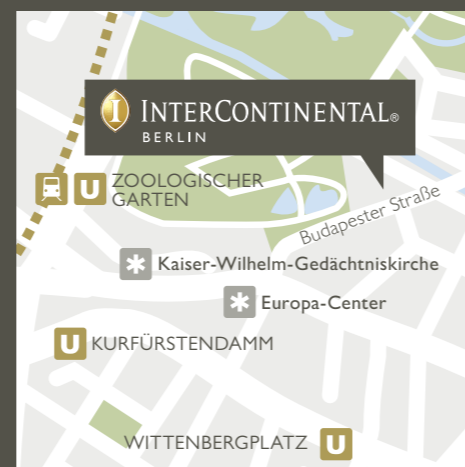 I INTERCONTINENTAL®
BERLIN
U ZOOLOGISCHER
GARTEN
Budapester Straße
Kaiser-Wilhelm-Gedächtniskirche
Europa-Center
U KURFÜRSTENDAMM
WITTENBERGPLATZ U